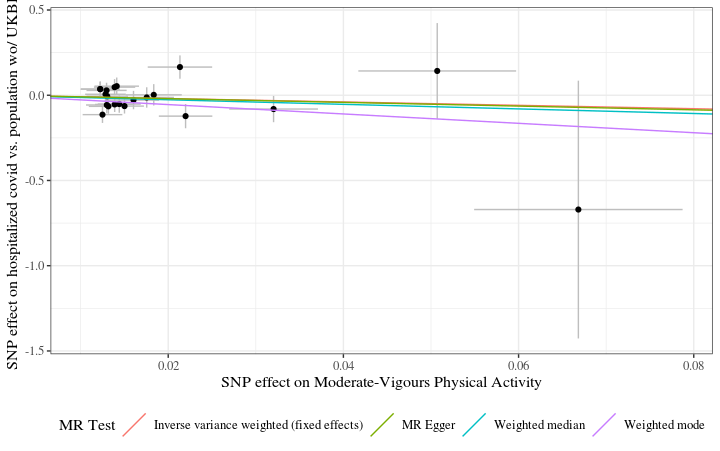 SNP effect on hospitalized covid vs. population wo/
0.5
0.0
-0.5
-1.0
-1.5
0.02
0.04
0.06
0.08
SNP effect on Moderate-Vigours Physical Activity
MR Test
Inverse variance weighted (fixed effects)
MR Egger
Weighted median
Weighted mode